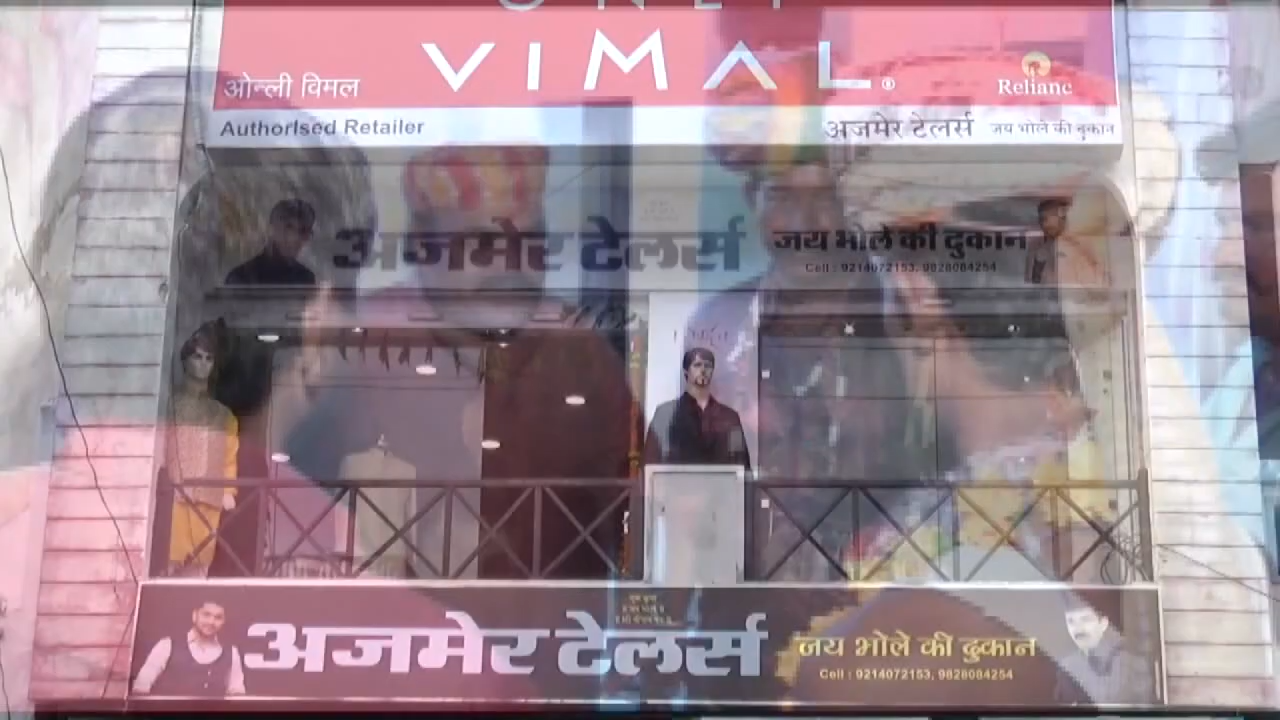 VIMAL
ओन्ली विमल
Relianc
Authorised Retailer
अजमेर टेलर्स जय भोले की दुकान
अजमेर टेलर्स जय भोले की दुकान
Cell : 9214072153, 9828084254
अजमेर टेलर्स जय भोले की दुकान
Cell : 9214072153, 9828084254